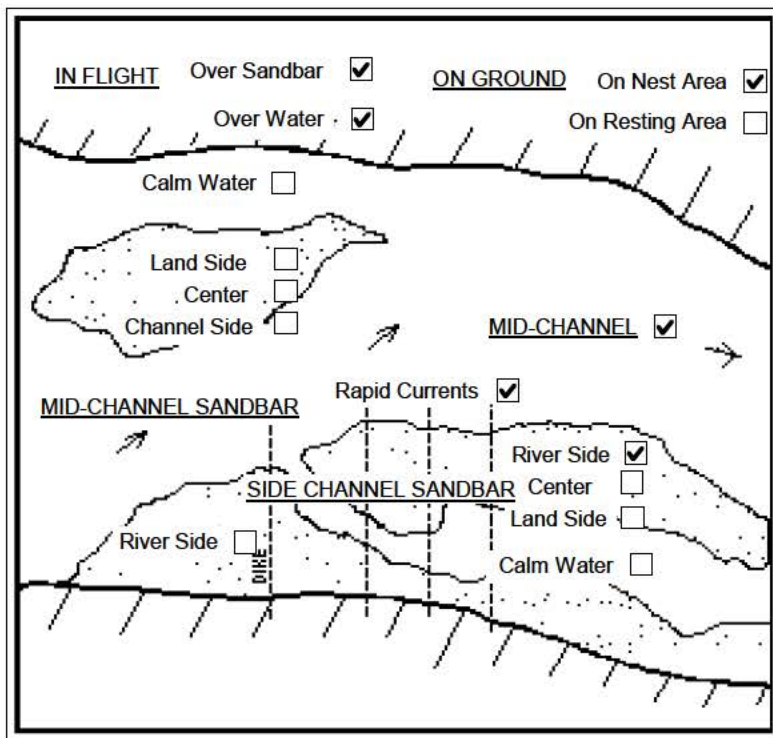 IN FLIGHT Over Sandbar ON GROUND On Nest Area
Over Water On Resting Area
Calm Water
Land Side
Center
Channel Side
MID-CHANNEL
Rapid Currents
MID-CHANNEL SANDBAR
River Side
SIDE CHANNEL SANDBAR Center
Land Side
River Side
DIKE
Calm Water